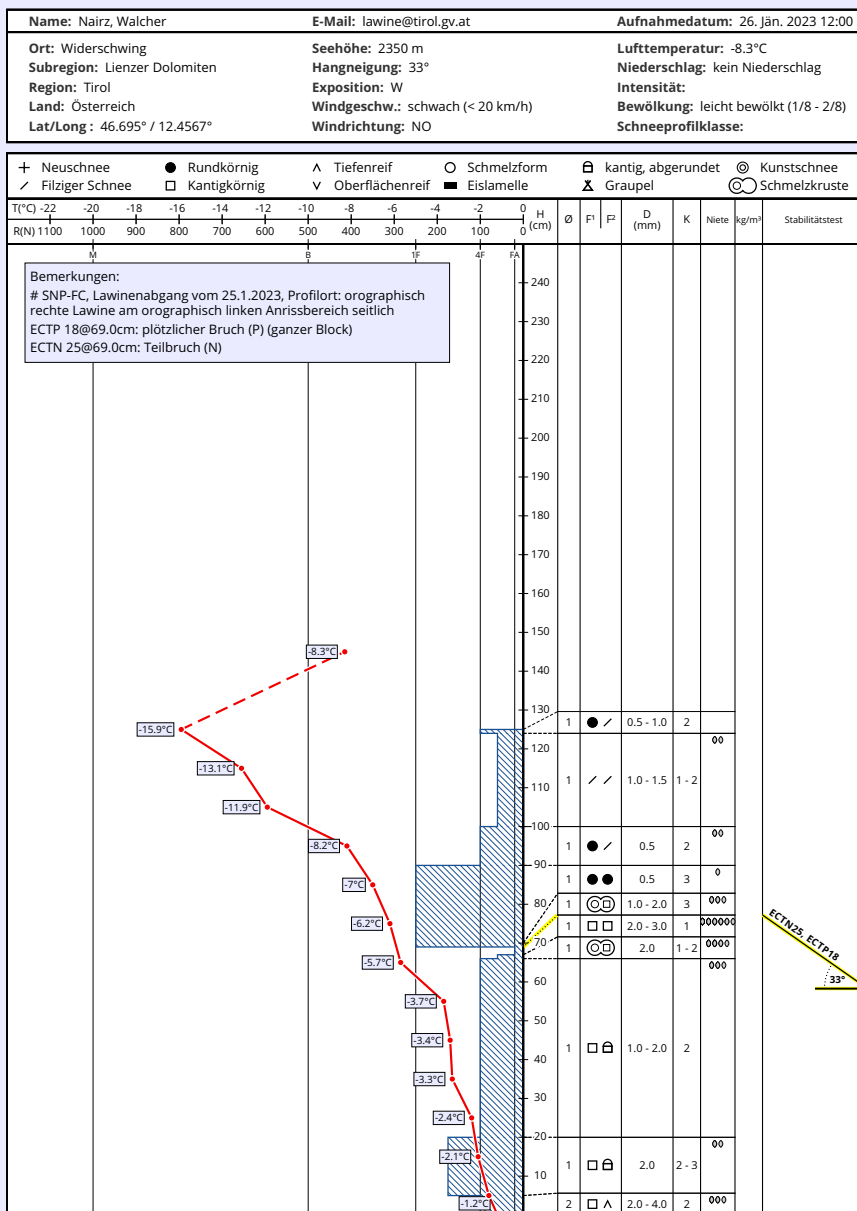 Name: Nairz, Walcher E-Mail: lawine@tirol.gv.at Aufnahmedatum: 26. Jän. 2023 12:00
Ort: Widerschwing Seehöhe: 2350 m Lufttemperatur: -8.3°C
Subregion: Lienzer Dolomiten Hangneigung: 33° Niederschlag: kein Niederschlag
Region: Tirol Exposition: W Intensität:
Land: Österreich Windgeschw.: schwach (< 20 km/h) Bewölkung: leicht bewölkt (1/8 - 2/8)
Lat/Long : 46.695° / 12.4567° Windrichtung: NO Schneeprofilklasse:
Neuschnee Rundkörnig Tiefenreif Schmelzform kantig, abgerundet Kunstschnee
Filziger Schnee Kantigkörnig Oberflächenreif Eislamelle Graupel Schmelzkruste
T(°C) -22 -20 -18 -16 -14 -12 -10 -8 -6 -4 -2 0 H (cm) Ø F¹ F² D (mm) K Niete kg/m³ Stabilitätstest
R(N) 1100 1000 900 800 700 600 500 400 300 200 100 0
M B 1F 4F FA
Bemerkungen:
# SNP-FC, Lawinenabgang vom 25.1.2023, Profilort: orographisch
rechte Lawine am orographisch linken Anrissbereich seitlich
ECTP 18@69.0cm: plötzlicher Bruch (P) (ganzer Block)
ECTN 25@69.0cm: Teilbruch (N)
240
230
220
210
200
190
180
170
160
150
-8.3°C
140
130
1 0.5 - 1.0 2
-15.9°C
120
-13.1°C
110
1 1.0 - 1.5 1 - 2
-11.9°C
100
-8.2°C
1 0.5 2
90
-7°C
1 0.5 3
80
1 1.0 - 2.0 3
-6.2°C
1 2.0 - 3.0 1
ECTN25, ECTP18
70
1 2.0 1 - 2
-5.7°C
60
33°
-3.7°C
50
-3.4°C
1 1.0 - 2.0 2
40
-3.3°C
30
-2.4°C
20
-2.1°C
1 2.0 2 - 3
10
-1.2°C
2 2.0 - 4.0 2